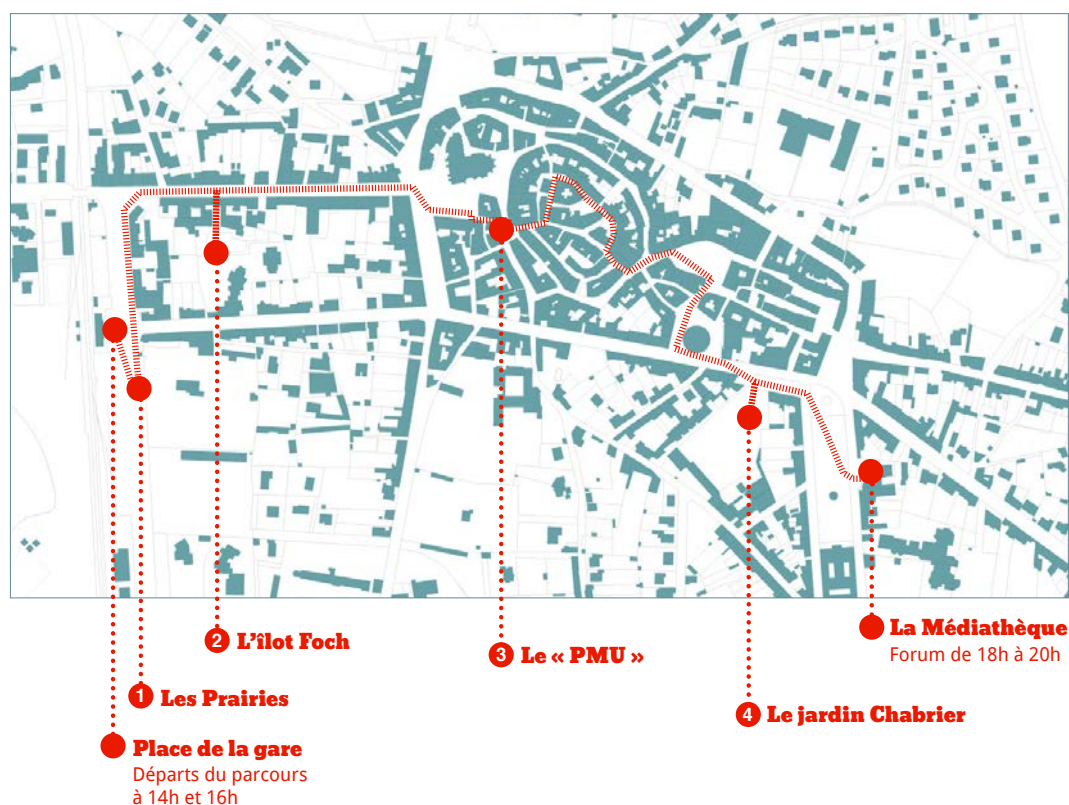 2 L’îlot Foch
La Médiathèque
Forum de 18h à 20h
3 Le « PMU »
1 Les Prairies
4 Le jardin Chabrier
Place de la gare
Départs du parcours
à 14h et 16h